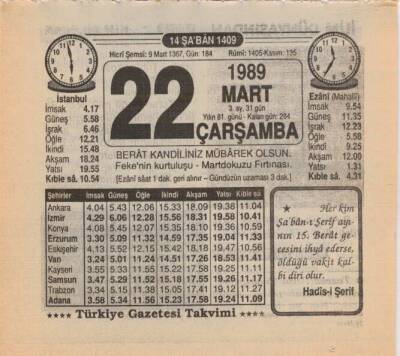 14 ŞA'BÂN 1409
Hicrî Şemsî: 9 Mart 1367, Gün: 184
Rûmî: 1405-Kasım: 135
İstanbul
İmsak 4.17
Güneş 5.58
İşrak 6.46
Öğle 12.21
İkindi 15.48
Akşam 18.24
Yatsı 19.55
Kıble sâ. 10.54
22
1989
MART
3. ay, 31 gün
Yılın 81. günü - Kalan gün: 284
ÇARŞAMBA
Ezânî (Mahallî)
İmsak 9.54
Güneş 11.35
İşrak 12.23
Öğle 5.58
İkindi 9.25
Akşam 12.00
Yatsı 1.31
Kıble sâ. 4.31
BERÂT KANDİLİNİZ MÜBÂREK OLSUN.
Feke'nin kurtuluşu - Martdokuzu Fırtınası.
[Ezânî sâat 1 dak. geri alınır – Gündüzün uzaması 3 dak.]
Şehirler İmsak Güneş Öğle İkindi Akşam Yatsı Kıble sâ.
Ankara 4.04 5.43 12.06 15.33 18.09 19.38 11.04
İzmir 4.29 6.06 12.28 15.56 18.31 19.58 10.41
Konya 4.08 5.45 12.07 15.35 18.10 19.36 10.59
Erzurum 3.30 5.09 11.32 14.59 17.35 19.04 11.33
Eskişehir 4.13 5.52 12.15 15.42 18.18 19.47 10.56
Van 3.24 5.01 11.24 14.51 17.26 18.53 11.41
Kayseri 3.55 5.33 11.55 15.22 17.58 19.25 11.11
Samsun 3.47 5.29 11.52 15.18 17.55 19.26 11.17
Trabzon 3.34 5.15 11.38 15.05 17.41 19.12 11.27
Adana 3.58 5.34 11.56 15.24 17.58 19.24 11.09
★ Her kim
Şa'bân-ı Şerîf ayı-
nın 15. Berât ge-
cesini ihyâ ederse,
öldüğü vakit kal-
bi diri olur.
Hadîs-i Şerîf
★★★★ Türkiye Gazetesi Takvimi ★★★★